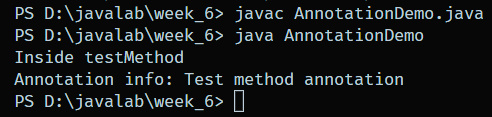 PS D:\javalab\week_6> javac AnnotationDemo.java
PS D:\javalab\week_6> java AnnotationDemo
Inside testMethod
Annotation info: Test method annotation
PS D:\javalab\week_6>